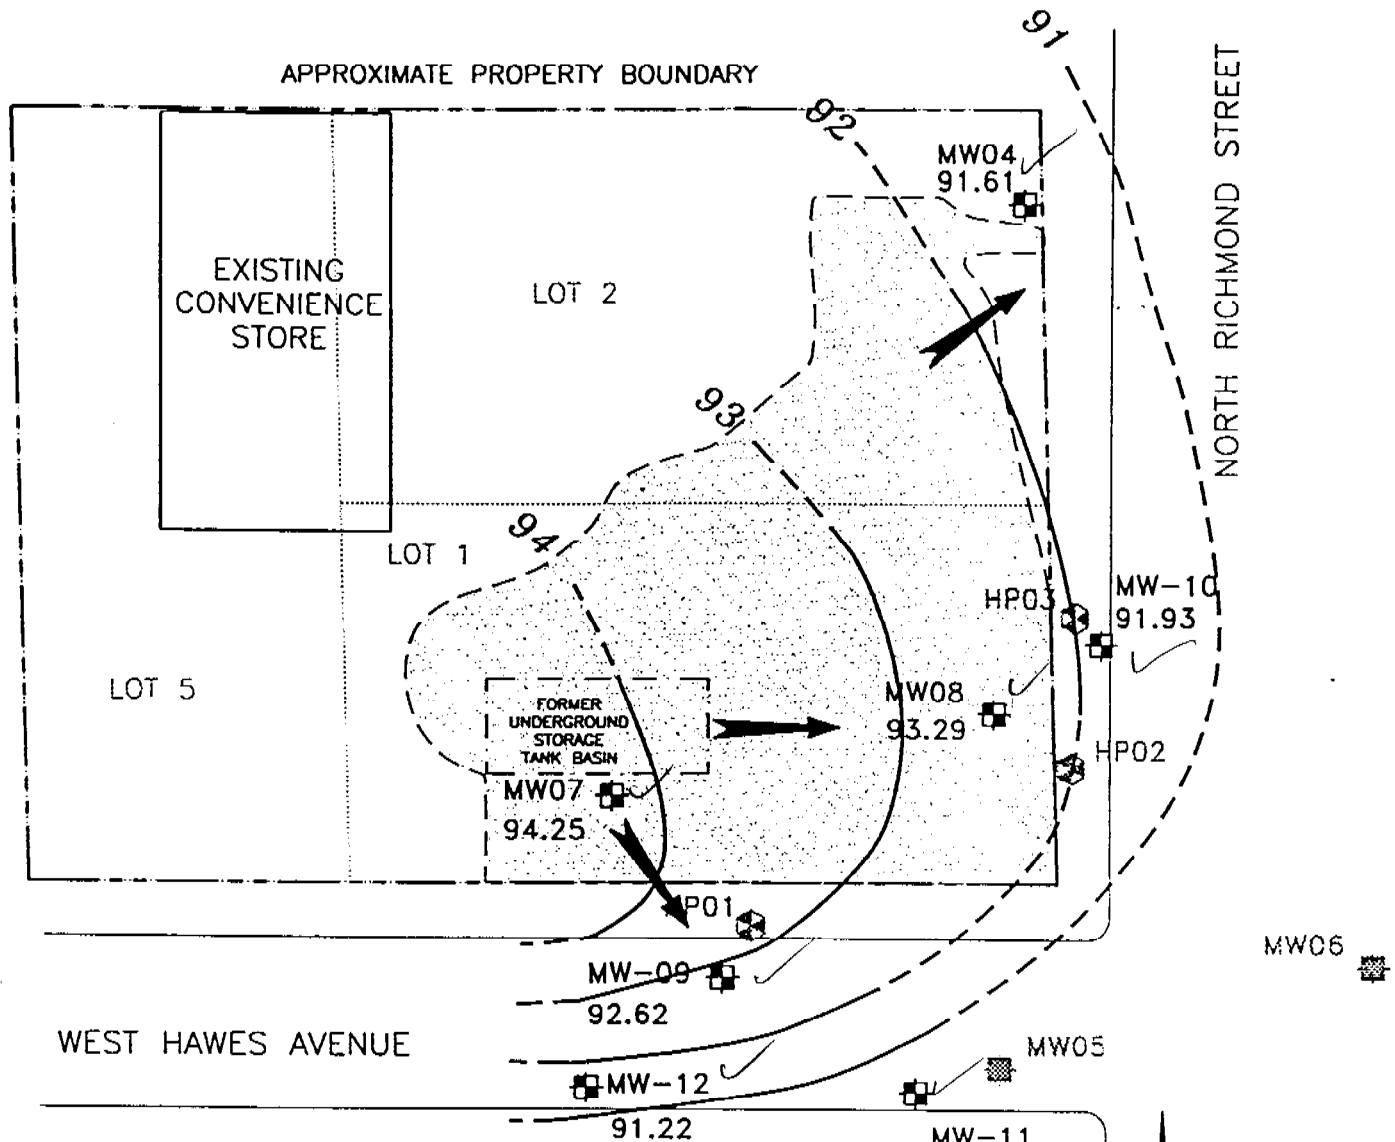 91
APPROXIMATE PROPERTY BOUNDARY
92
MW04
91.61
NORTH RICHMOND STREET
EXISTING
CONVENIENCE
STORE
LOT 2
93
94
LOT 1
HP03
MW-10
91.93
LOT 5
MW08
93.29
FORMER
UNDERGROUND
STORAGE
TANK BASIN
HP02
MW07
94.25
P01
MW06
MW-09
92.62
WEST HAWES AVENUE
MW05
MW-12
91.22
MW-11